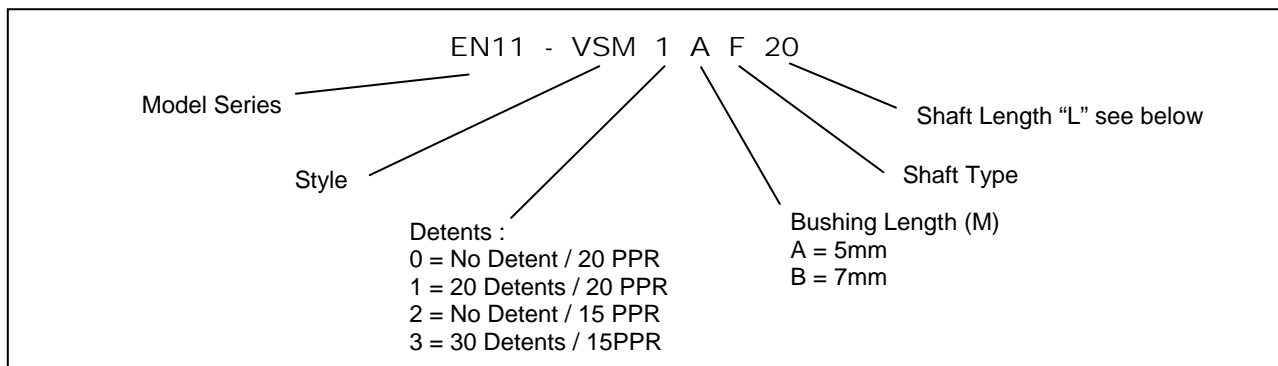 EN11 - VSM 1 A F 20
Model Series
Shaft Length “L” see below
Style
Shaft Type
Detents :
0 = No Detent / 20 PPR
1 = 20 Detents / 20 PPR
2 = No Detent / 15 PPR
3 = 30 Detents / 15PPR
Bushing Length (M)
A = 5mm
B = 7mm